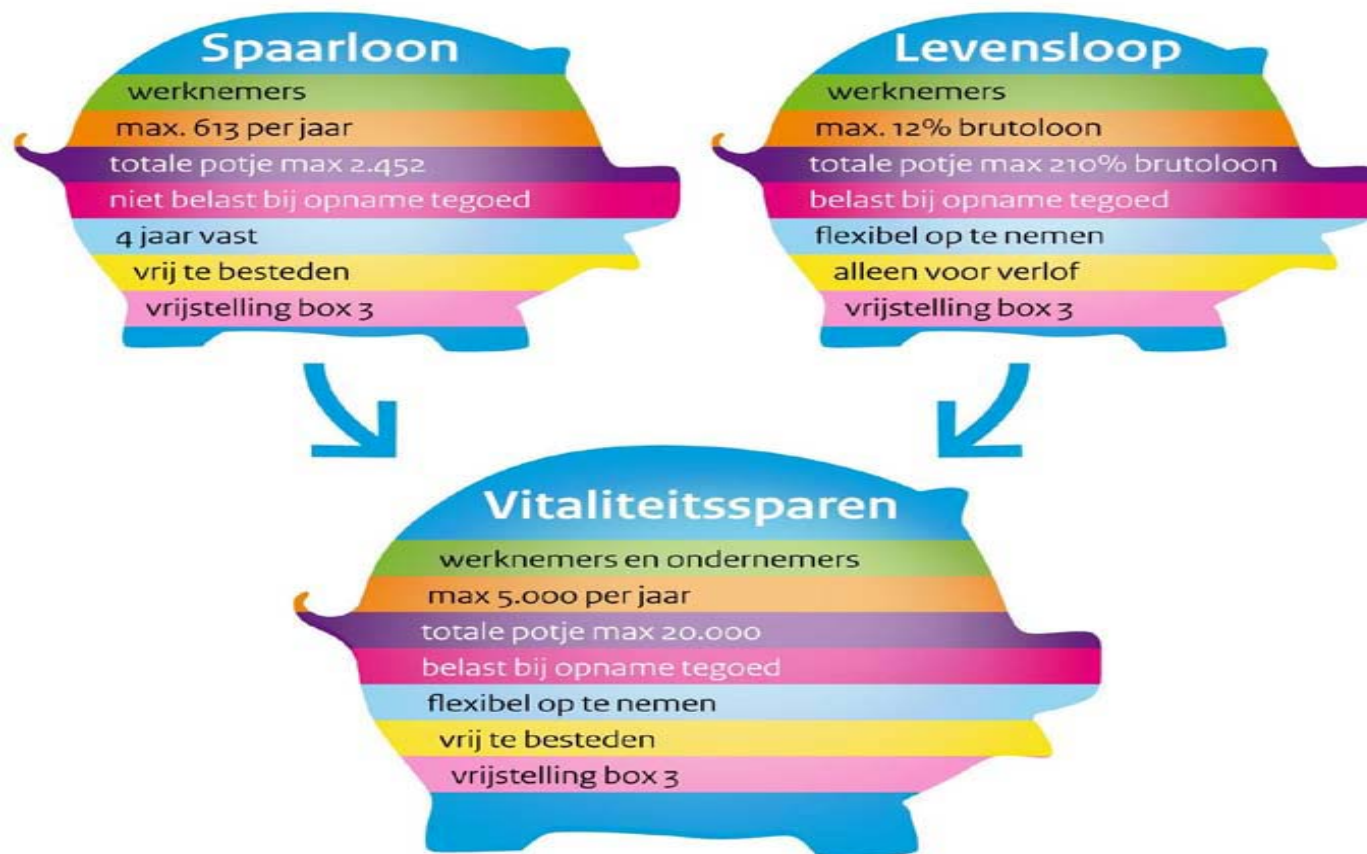 Spaarloon
werknemers
max. 613 per jaar
totale potje max 2.452
niet belast bij opname tegoed
4 jaar vast
vrij te besteden
vrijstelling box 3
Levensloop
werknemers
max. 12% brutoloon
totale potje max 210% brutoloon
belast bij opname tegoed
flexibel op te nemen
alleen voor verlof
vrijstelling box 3
Vitaliteitssparen
werknemers en ondernemers
max 5.000 per jaar
totale potje max 20.000
belast bij opname tegoed
flexibel op te nemen
vrij te besteden
vrijstelling box 3